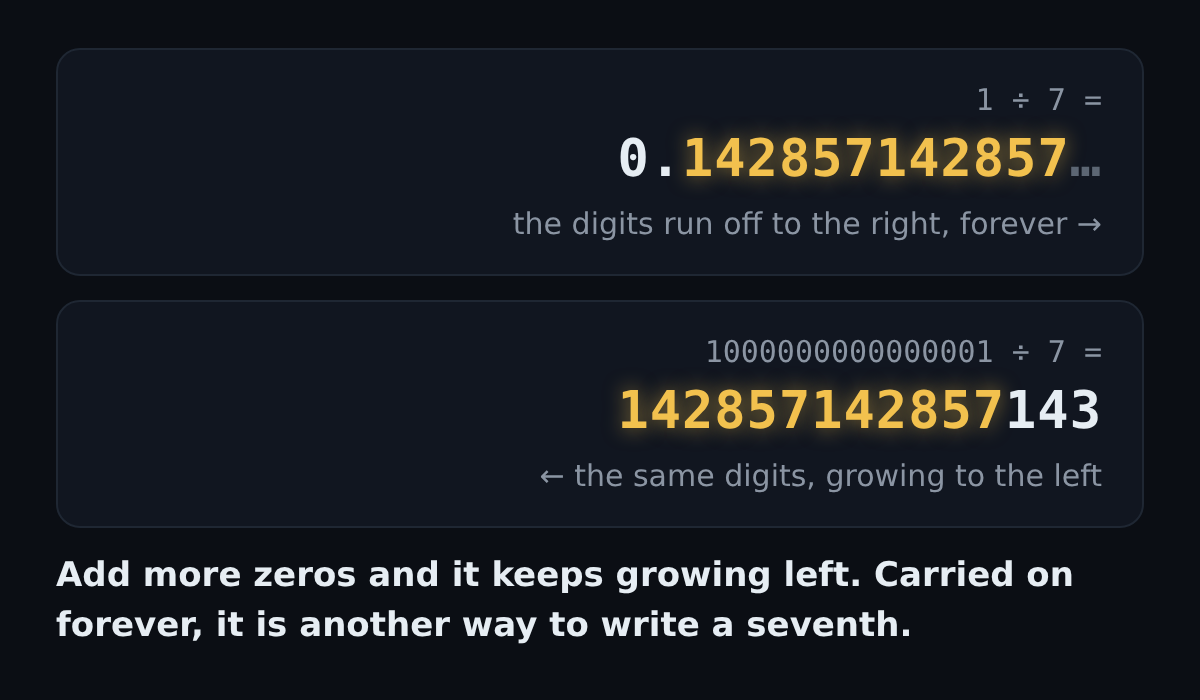 1 ÷ 7 =
0.142857142857…
the digits run off to the right, forever →
1000000000000001 ÷ 7 =
142857142857143
← the same digits, growing to the left
Add more zeros and it keeps growing left. Carried on
forever, it is another way to write a seventh.